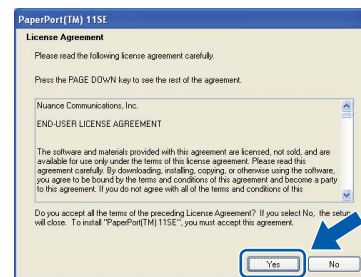 PaperPort(TM) 11SE
License Agreement
Please read the following license agreement carefully.
Press the PAGE DOWN key to see the rest of the agreement.
Nuance Communications, Inc.
END-USER LICENSE AGREEMENT
The software and materials provided with this agreement are licensed, not sold, and are
available for use only under the terms of this license agreement. Please read this
agreement carefully. By downloading, installing, copying, or otherwise using the software,
you agree to be bound by the terms and conditions of this agreement and become a party
to this agreement. If you do not agree with all of the terms and conditions of this
Do you accept all the terms of the preceding License Agreement? If you select No, the setup
will close. To install "PaperPort(TM) 11SE", you must accept this agreement.
Yes
No